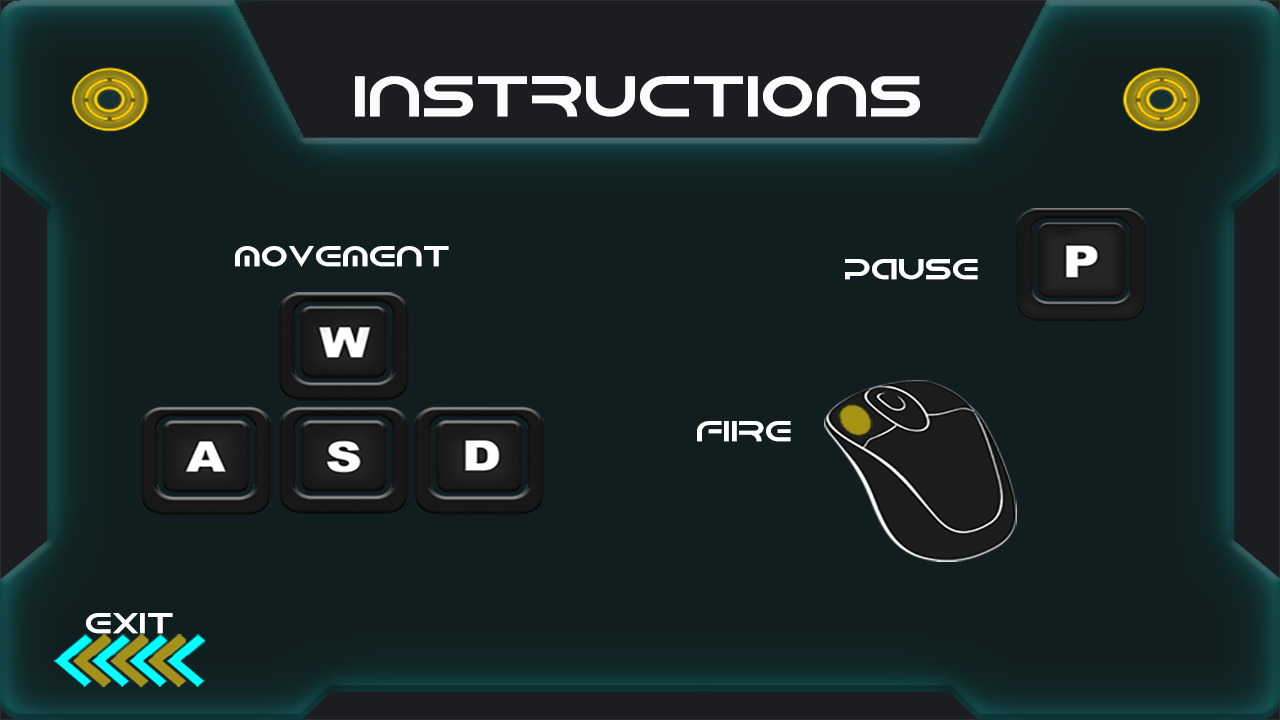 INSTRUCTIONS
MOVEMENT
PAUSE
P
W
A S D
FIRE
EXIT